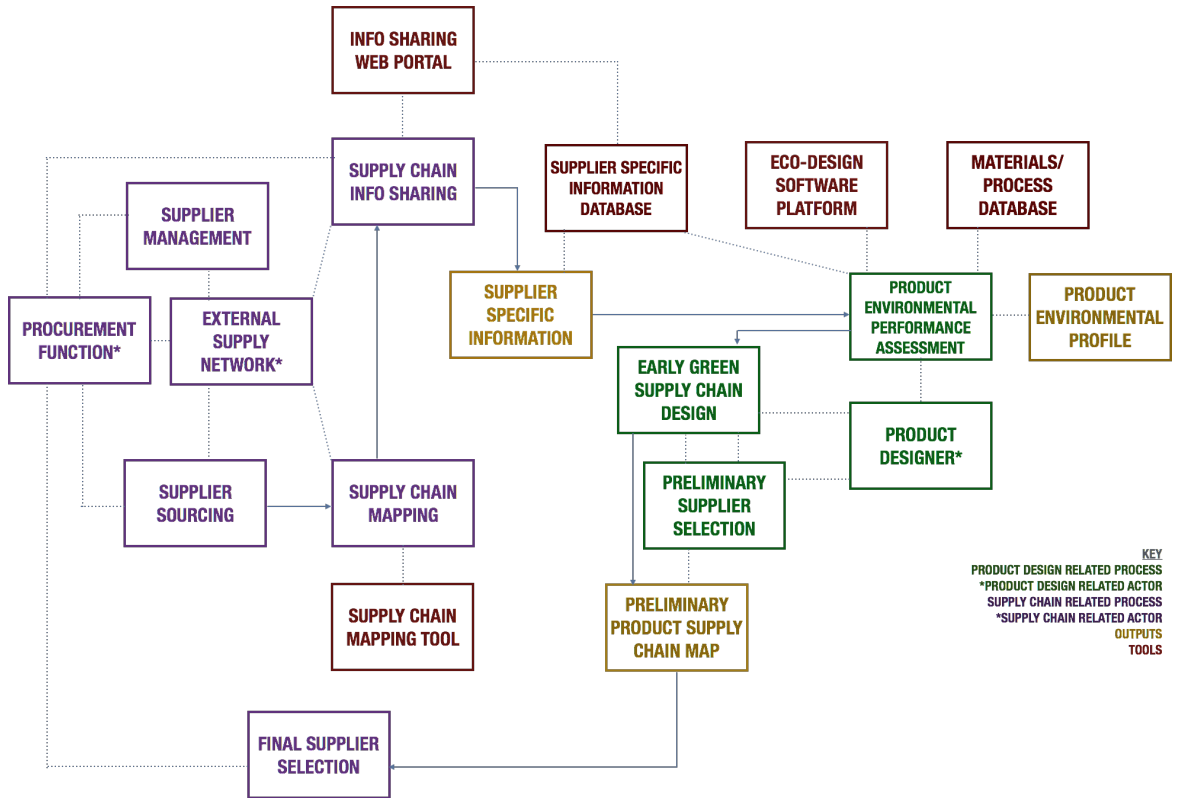 INFO SHARING
WEB PORTAL
SUPPLY CHAIN
INFO SHARING
SUPPLIER SPECIFIC
INFORMATION
DATABASE
ECO-DESIGN
SOFTWARE
PLATFORM
MATERIALS/
PROCESS
DATABASE
SUPPLIER
MANAGEMENT
PROCUREMENT
FUNCTION*
EXTERNAL
SUPPLY
NETWORK*
SUPPLIER
SPECIFIC
INFORMATION
PRODUCT
ENVIRONMENTAL
PERFORMANCE
ASSESSMENT
PRODUCT
ENVIRONMENTAL
PROFILE
EARLY GREEN
SUPPLY CHAIN
DESIGN
PRODUCT
DESIGNER*
SUPPLIER
SOURCING
SUPPLY CHAIN
MAPPING
PRELIMINARY
SUPPLIER
SELECTION
SUPPLY CHAIN
MAPPING TOOL
PRELIMINARY
PRODUCT SUPPLY
CHAIN MAP
FINAL SUPPLIER
SELECTION
KEY
PRODUCT DESIGN RELATED PROCESS
*PRODUCT DESIGN RELATED ACTOR
SUPPLY CHAIN RELATED PROCESS
*SUPPLY CHAIN RELATED ACTOR
OUTPUTS
TOOLS